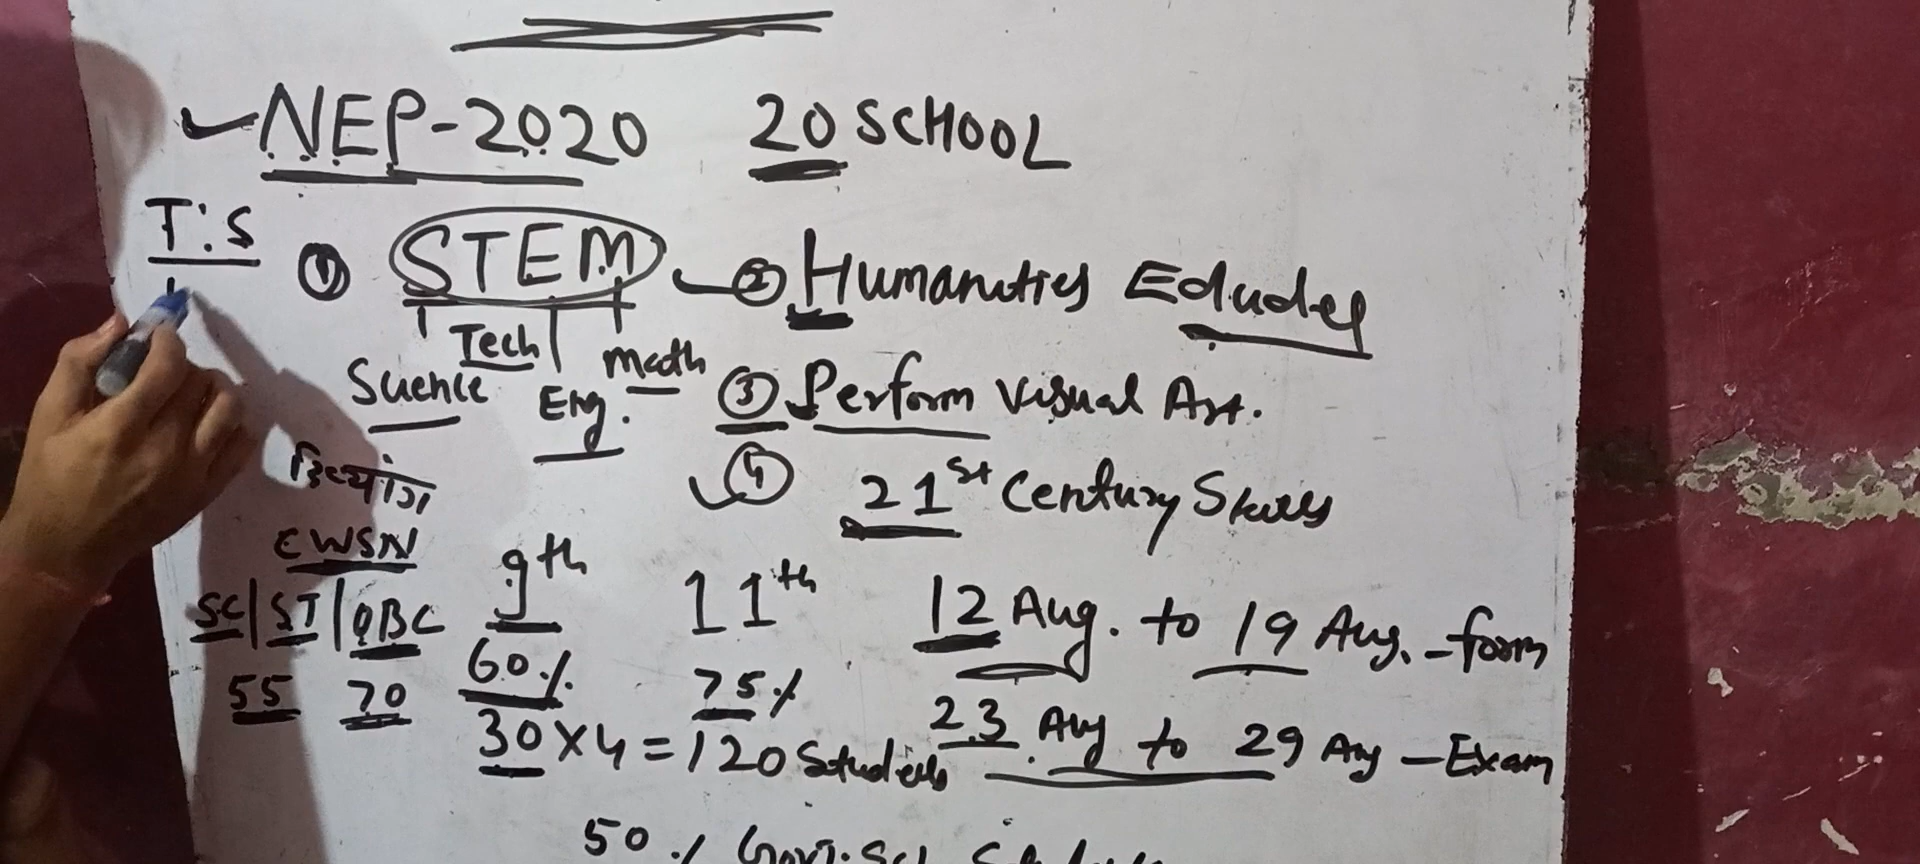 NEP-2020 20 SCHOOL
T.S
① STEM ② Humanities
Tech
Science Eng. Math
③ Perform Visual Art.
④ 21st Century Skills
दिव्यांग
CWSN
SC|ST|OBC 9th 11th 12 Aug. to 19 Aug. - form
55 70 60% 75%
30×4=120 Students 23 Aug to 29 Aug - Exam
50 %